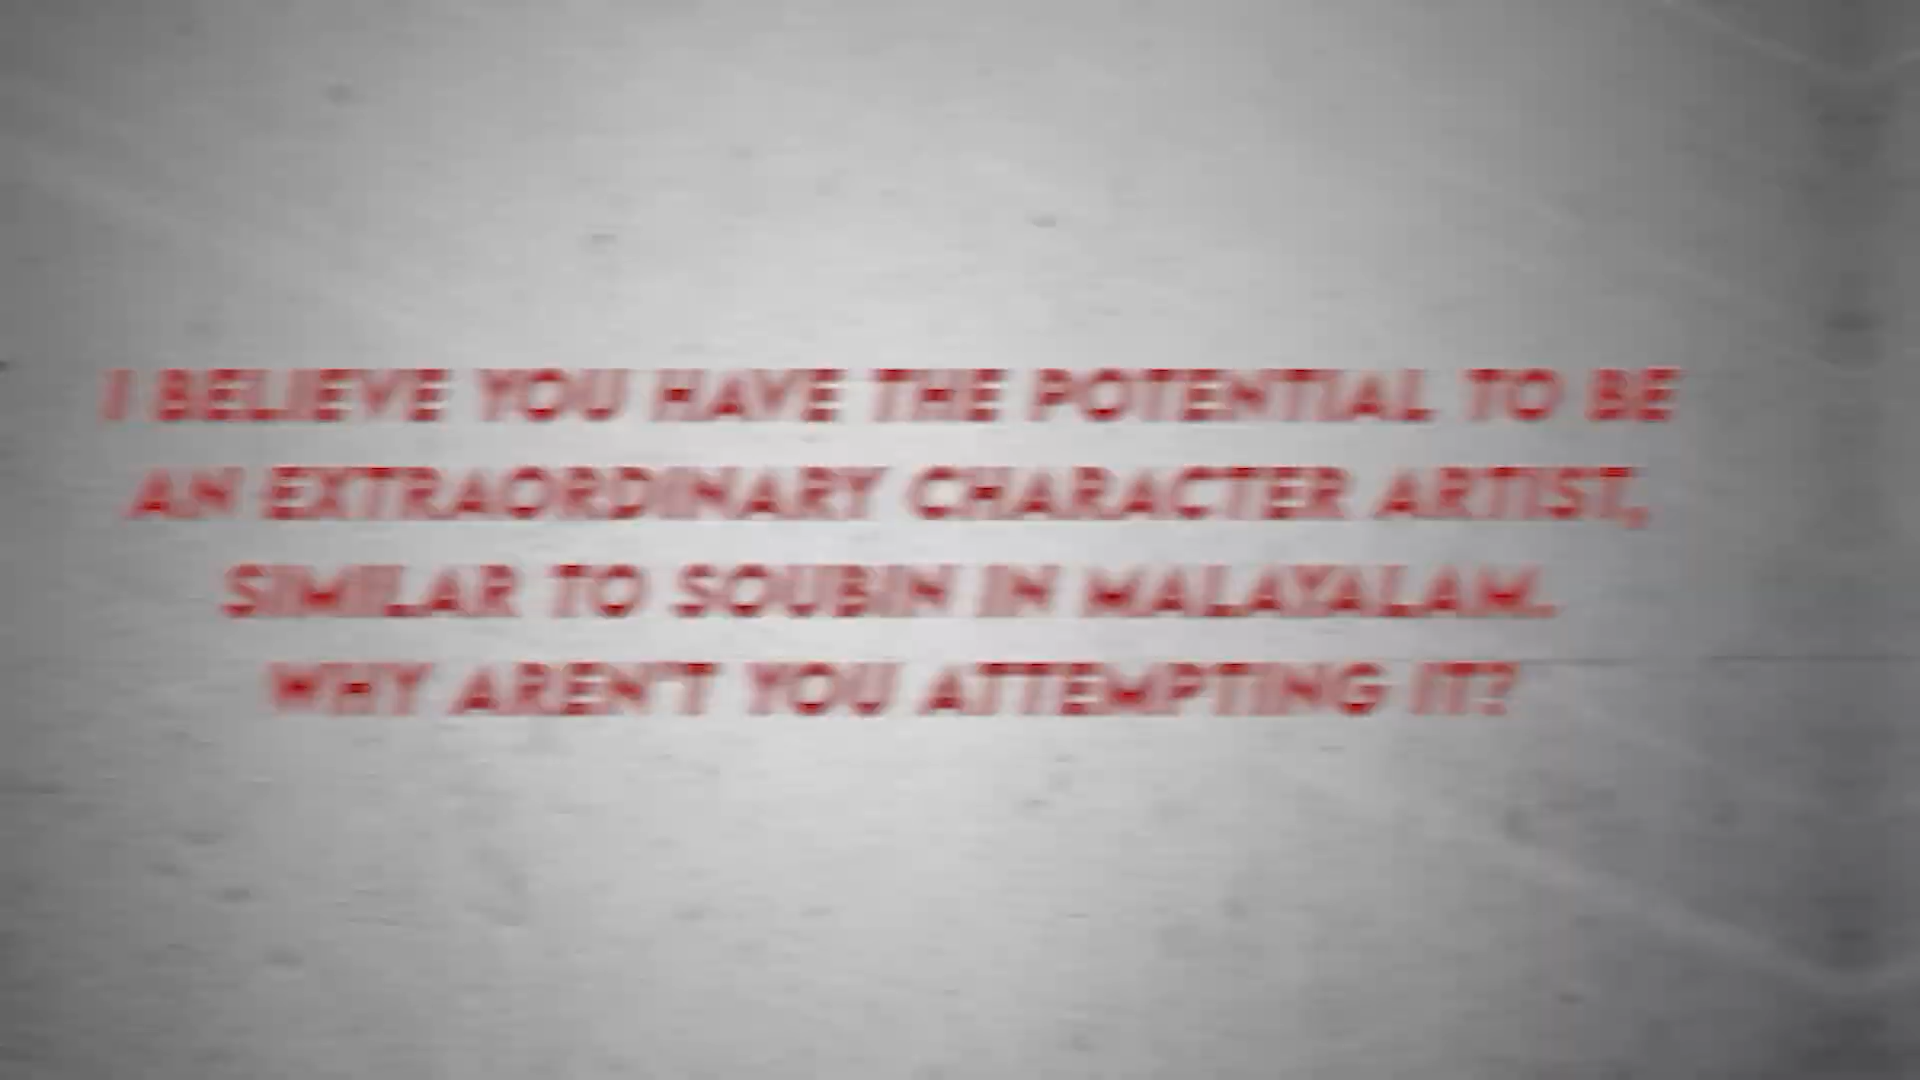 I BELIEVE YOU HAVE THE POTENTIAL TO BE
AN EXTRAORDINARY CHARACTER ARTIST,
SIMILAR TO SOUBIN IN MALAYALAM.
WHY AREN'T YOU ATTEMPTING IT?